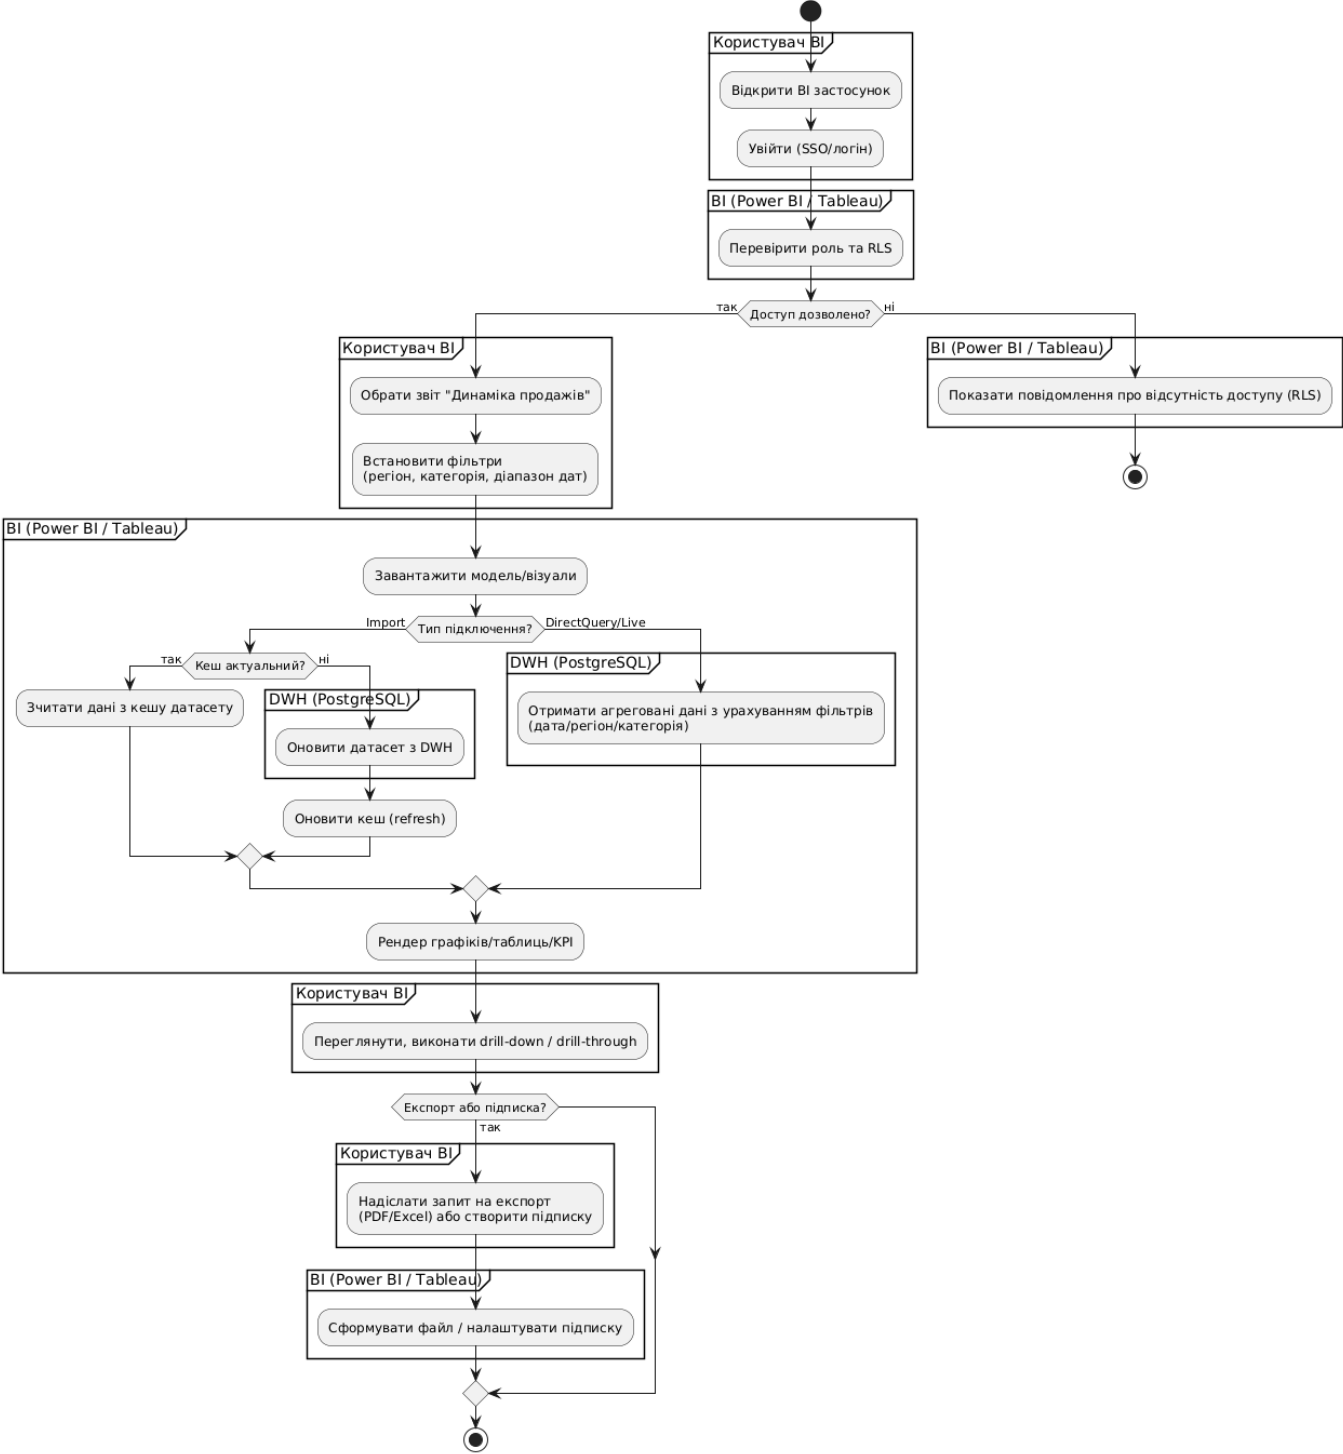 Користувач BI
Відкрити BI застосунок
Увійти (SSO/логін)
BI (Power BI / Tableau)
Перевірити роль та RLS
так
Доступ дозволено?
ні
Користувач BI
Обрати звіт "Динаміка продажів"
Встановити фільтри
(регіон, категорія, діапазон дат)
BI (Power BI / Tableau)
Показати повідомлення про відсутність доступу (RLS)
BI (Power BI / Tableau)
Завантажити модель/візуали
Import
Тип підключення?
DirectQuery/Live
так
Кеш актуальний?
ні
Зчитати дані з кешу датасету
DWH (PostgreSQL)
Оновити датасет з DWH
Оновити кеш (refresh)
DWH (PostgreSQL)
Отримати агреговані дані з урахуванням фільтрів
(дата/регіон/категорія)
Рендер графіків/таблиць/KPI
Користувач BI
Переглянути, виконати drill-down / drill-through
Експорт або підписка?
так
Користувач BI
Надіслати запит на експорт
(PDF/Excel) або створити підписку
BI (Power BI / Tableau)
Сформувати файл / налаштувати підписку